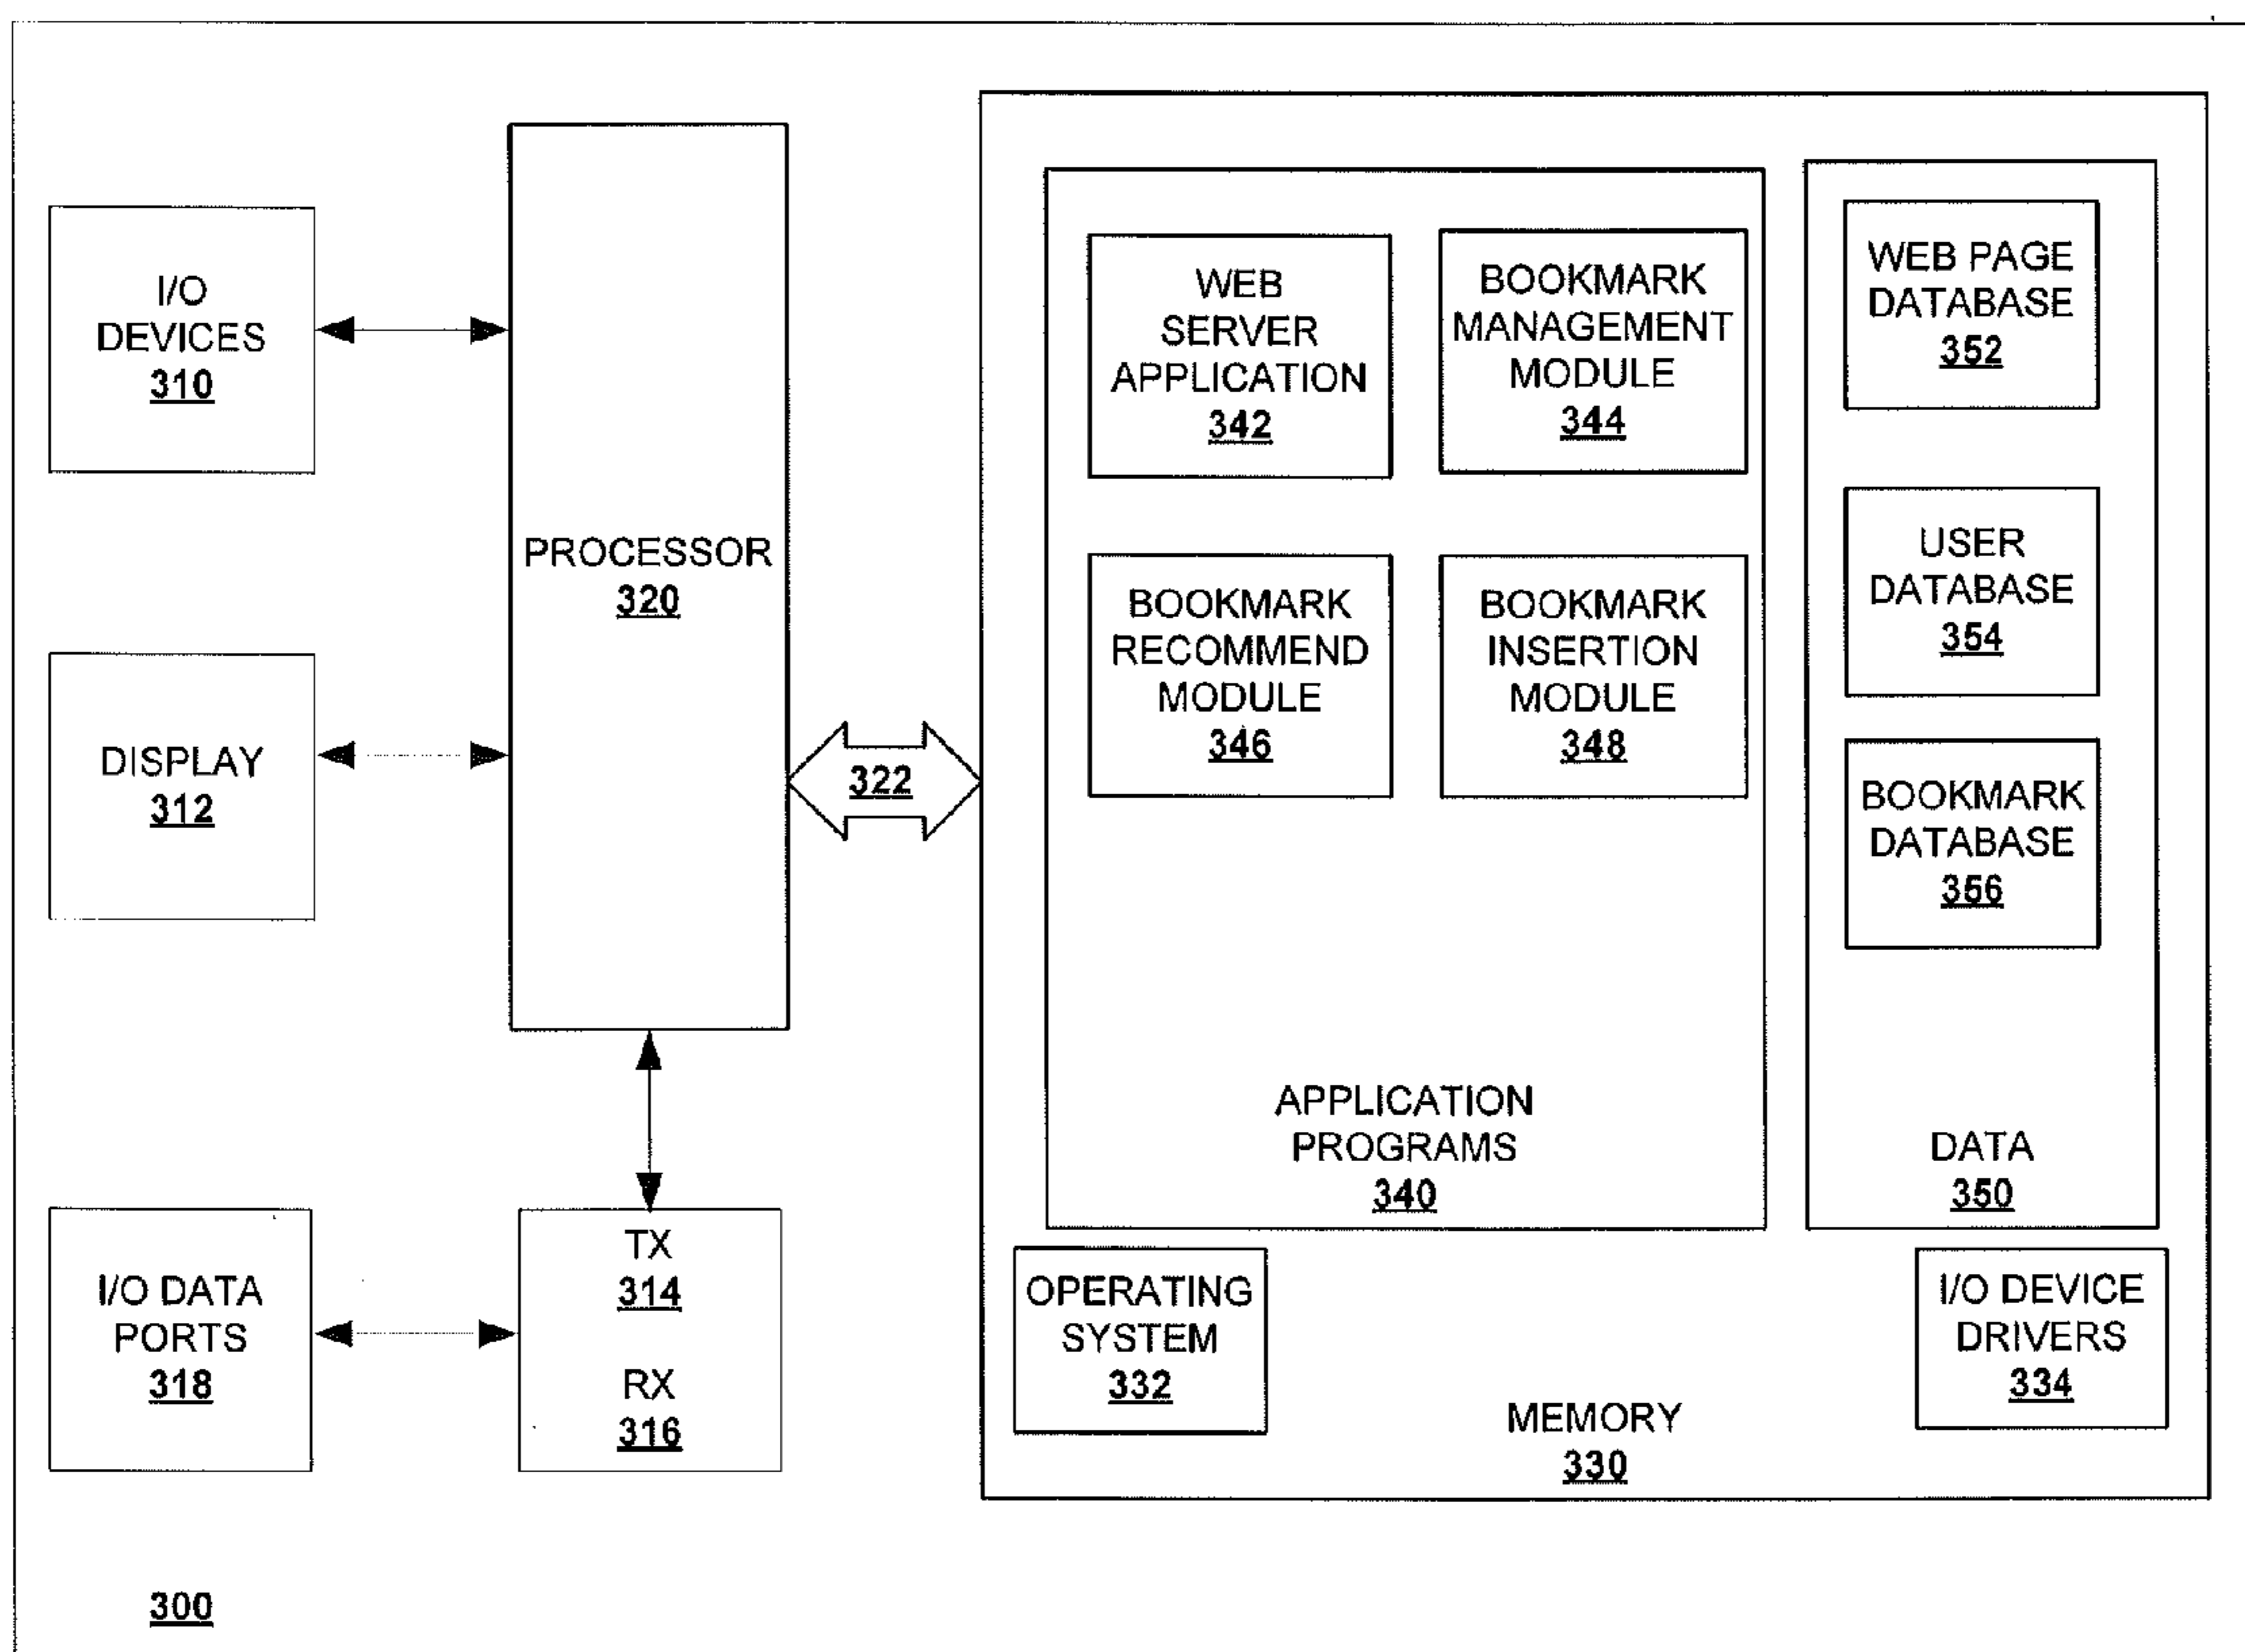 I/O
DEVICES
310
DISPLAY
312
I/O DATA
PORTS
318
PROCESSOR
320
TX
314
RX
316
322
WEB
SERVER
APPLICATION
342
BOOKMARK
MANAGEMENT
MODULE
344
BOOKMARK
RECOMMEND
MODULE
346
BOOKMARK
INSERTION
MODULE
348
APPLICATION
PROGRAMS
340
WEB PAGE
DATABASE
352
USER
DATABASE
354
BOOKMARK
DATABASE
356
DATA
350
OPERATING
SYSTEM
332
MEMORY
330
I/O DEVICE
DRIVERS
334
300